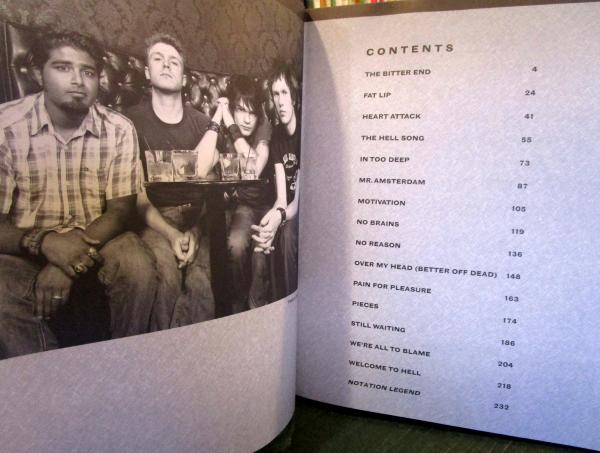 CONTENTS
THE BITTER END 4
FAT LIP 24
HEART ATTACK 41
THE HELL SONG 55
IN TOO DEEP 73
MR. AMSTERDAM 87
MOTIVATION 105
NO BRAINS 119
NO REASON 136
OVER MY HEAD (BETTER OFF DEAD) 148
PAIN FOR PLEASURE 163
PIECES 174
STILL WAITING 186
WE'RE ALL TO BLAME 204
WELCOME TO HELL 218
NOTATION LEGEND 232